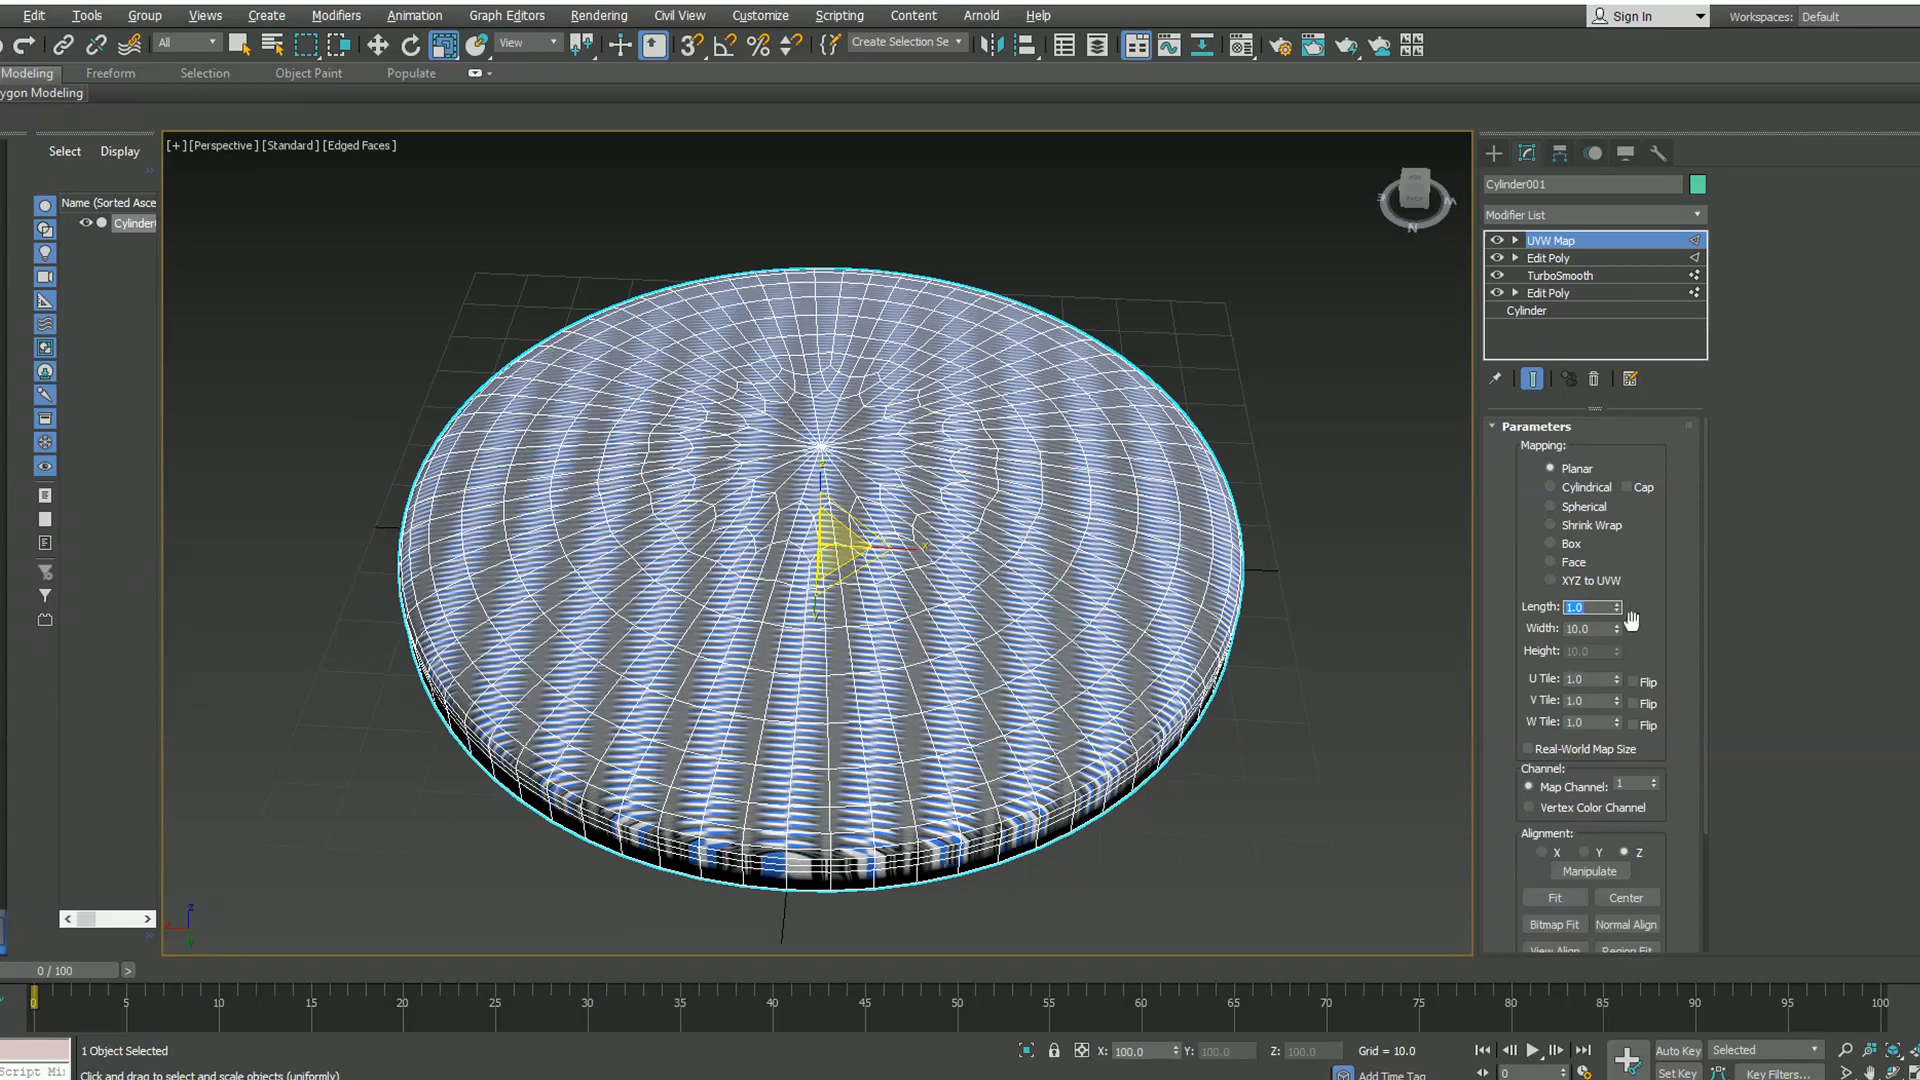 Edit Tools Group Views Create Modifiers Animation Graph Editors Rendering Civil View Customize Scripting Content Arnold Help Sign In Workspaces: Default
All View Create Selection Se
Modeling Freeform Selection Object Paint Populate
ygon Modeling
Select Display
[+] [Perspective] [Standard] [Edged Faces]
Name (Sorted Asce
Cylinder
Cylinder001
Modifier List
UVW Map
Edit Poly
TurboSmooth
Edit Poly
Cylinder
Parameters
Mapping:
Planar
Cylindrical Cap
Spherical
Shrink Wrap
Box
Face
XYZ to UVW
Length: 1.0
Width: 10.0
Height: 10.0
U Tile: 1.0 Flip
V Tile: 1.0 Flip
W Tile: 1.0 Flip
Real-World Map Size
Channel:
Map Channel: 1
Vertex Color Channel
Alignment:
X Y Z
Manipulate
Fit Center
Bitmap Fit Normal Align
View Align Region Fit
N
0 / 100 >
0 5 10 15 20 25 30 35 40 45 50 55 60 65 70 75 80 85 90 95 100
1 Object Selected X: 100.0 Y: 100.0 Z: 100.0 Grid = 10.0 Auto Key Selected
Script Mi Click and drag to select and scale objects (uniformly) Add Time Tag 0 Set Key Key Filters...